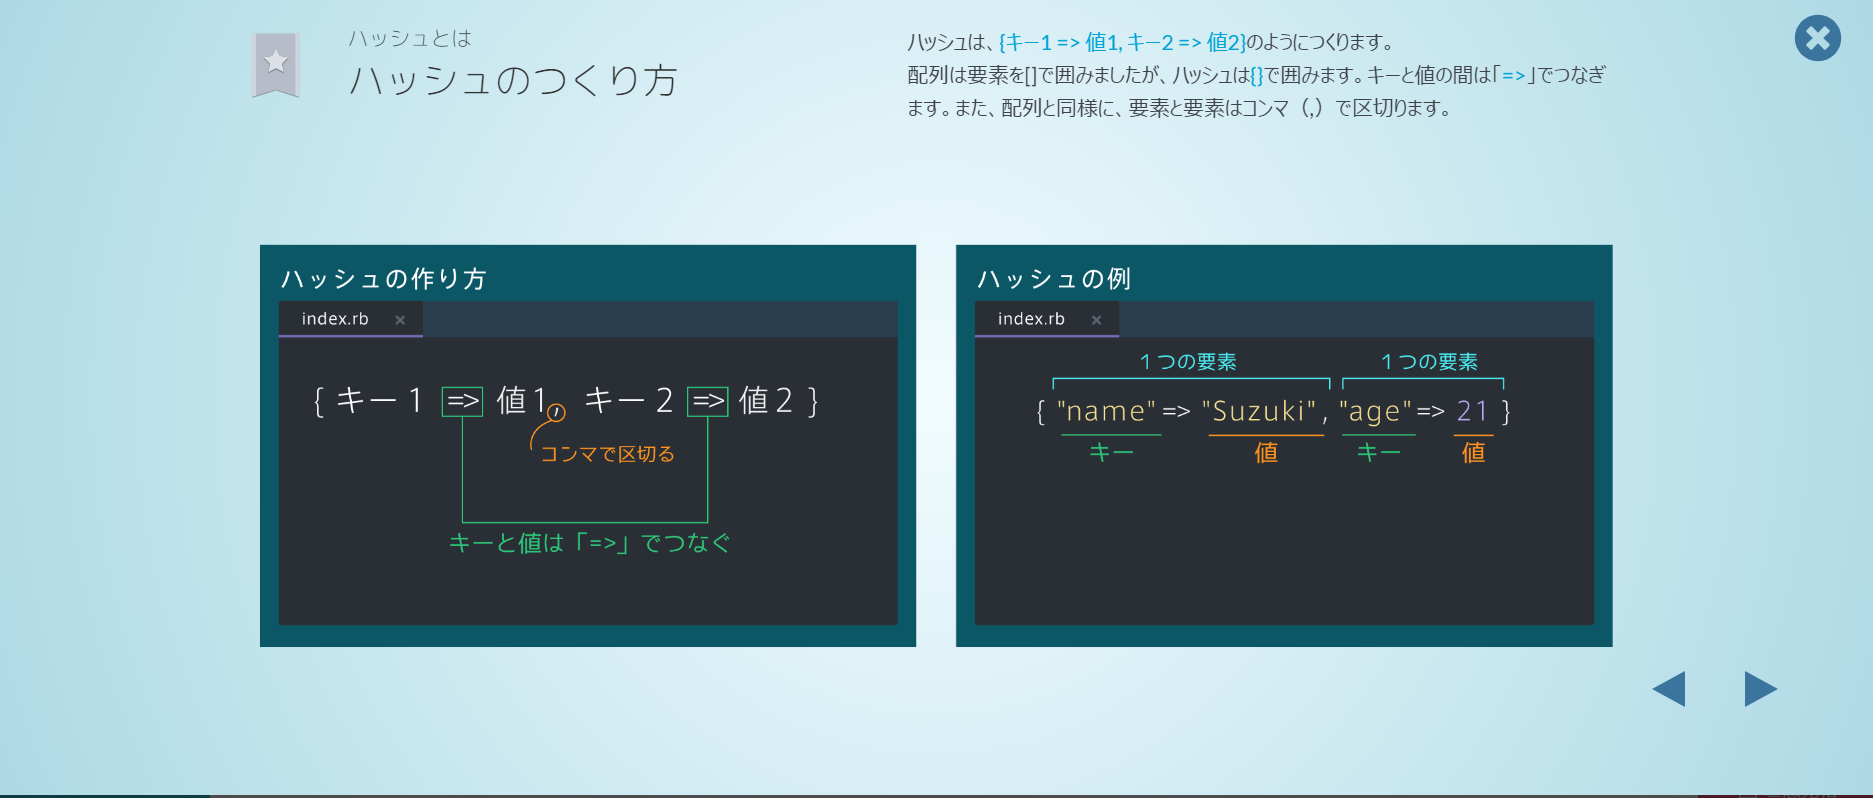 ハッシュとは
ハッシュのつくり方
ハッシュは、{キー1 => 値1, キー2 => 値2}のようにつくります。
配列は要素を[]で囲みましたが、ハッシュは{}で囲みます。キーと値の間は「=>」でつなぎ
ます。また、配列と同様に、要素と要素はコンマ（,）で区切ります。
ハッシュの作り方
index.rb ×
{ キー1 => 値1, キー2 => 値2 }
コンマで区切る
キーと値は「=>」でつなぐ
ハッシュの例
index.rb ×
1つの要素 1つの要素
{ "name" => "Suzuki", "age" => 21 }
キー 値 キー 値